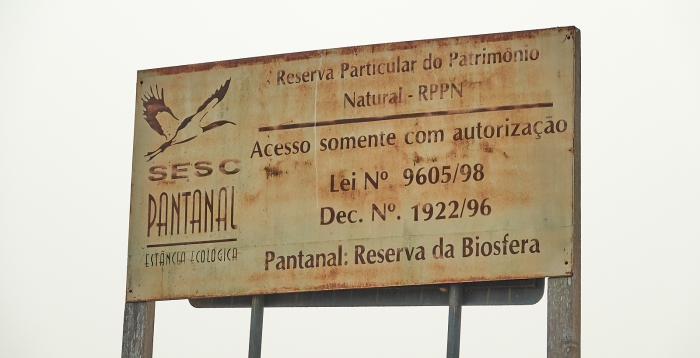 SESC
PANTANAL
ESTÂNCIA ECOLÓGICA
Reserva Particular do Patrimônio
Natural - RPPN
Acesso somente com autorização
Lei Nº 9605/98
Dec. Nº. 1922/96
Pantanal: Reserva da Biosfera